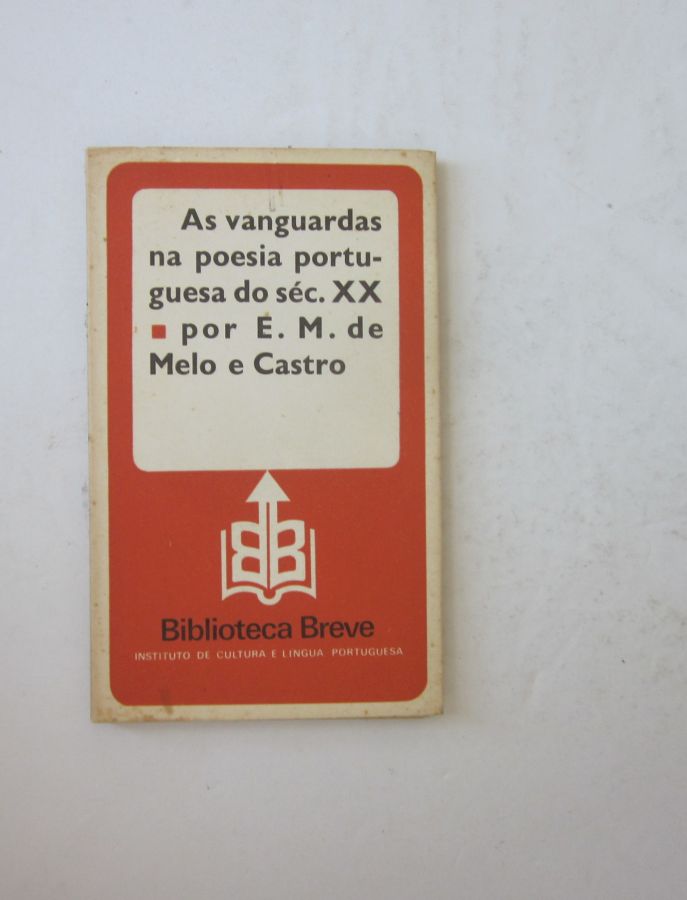 As vanguardas
na poesia portu-
guesa do séc. XX
■ por E. M. de
Melo e Castro
BB
Biblioteca Breve
INSTITUTO DE CULTURA E LÍNGUA PORTUGUESA